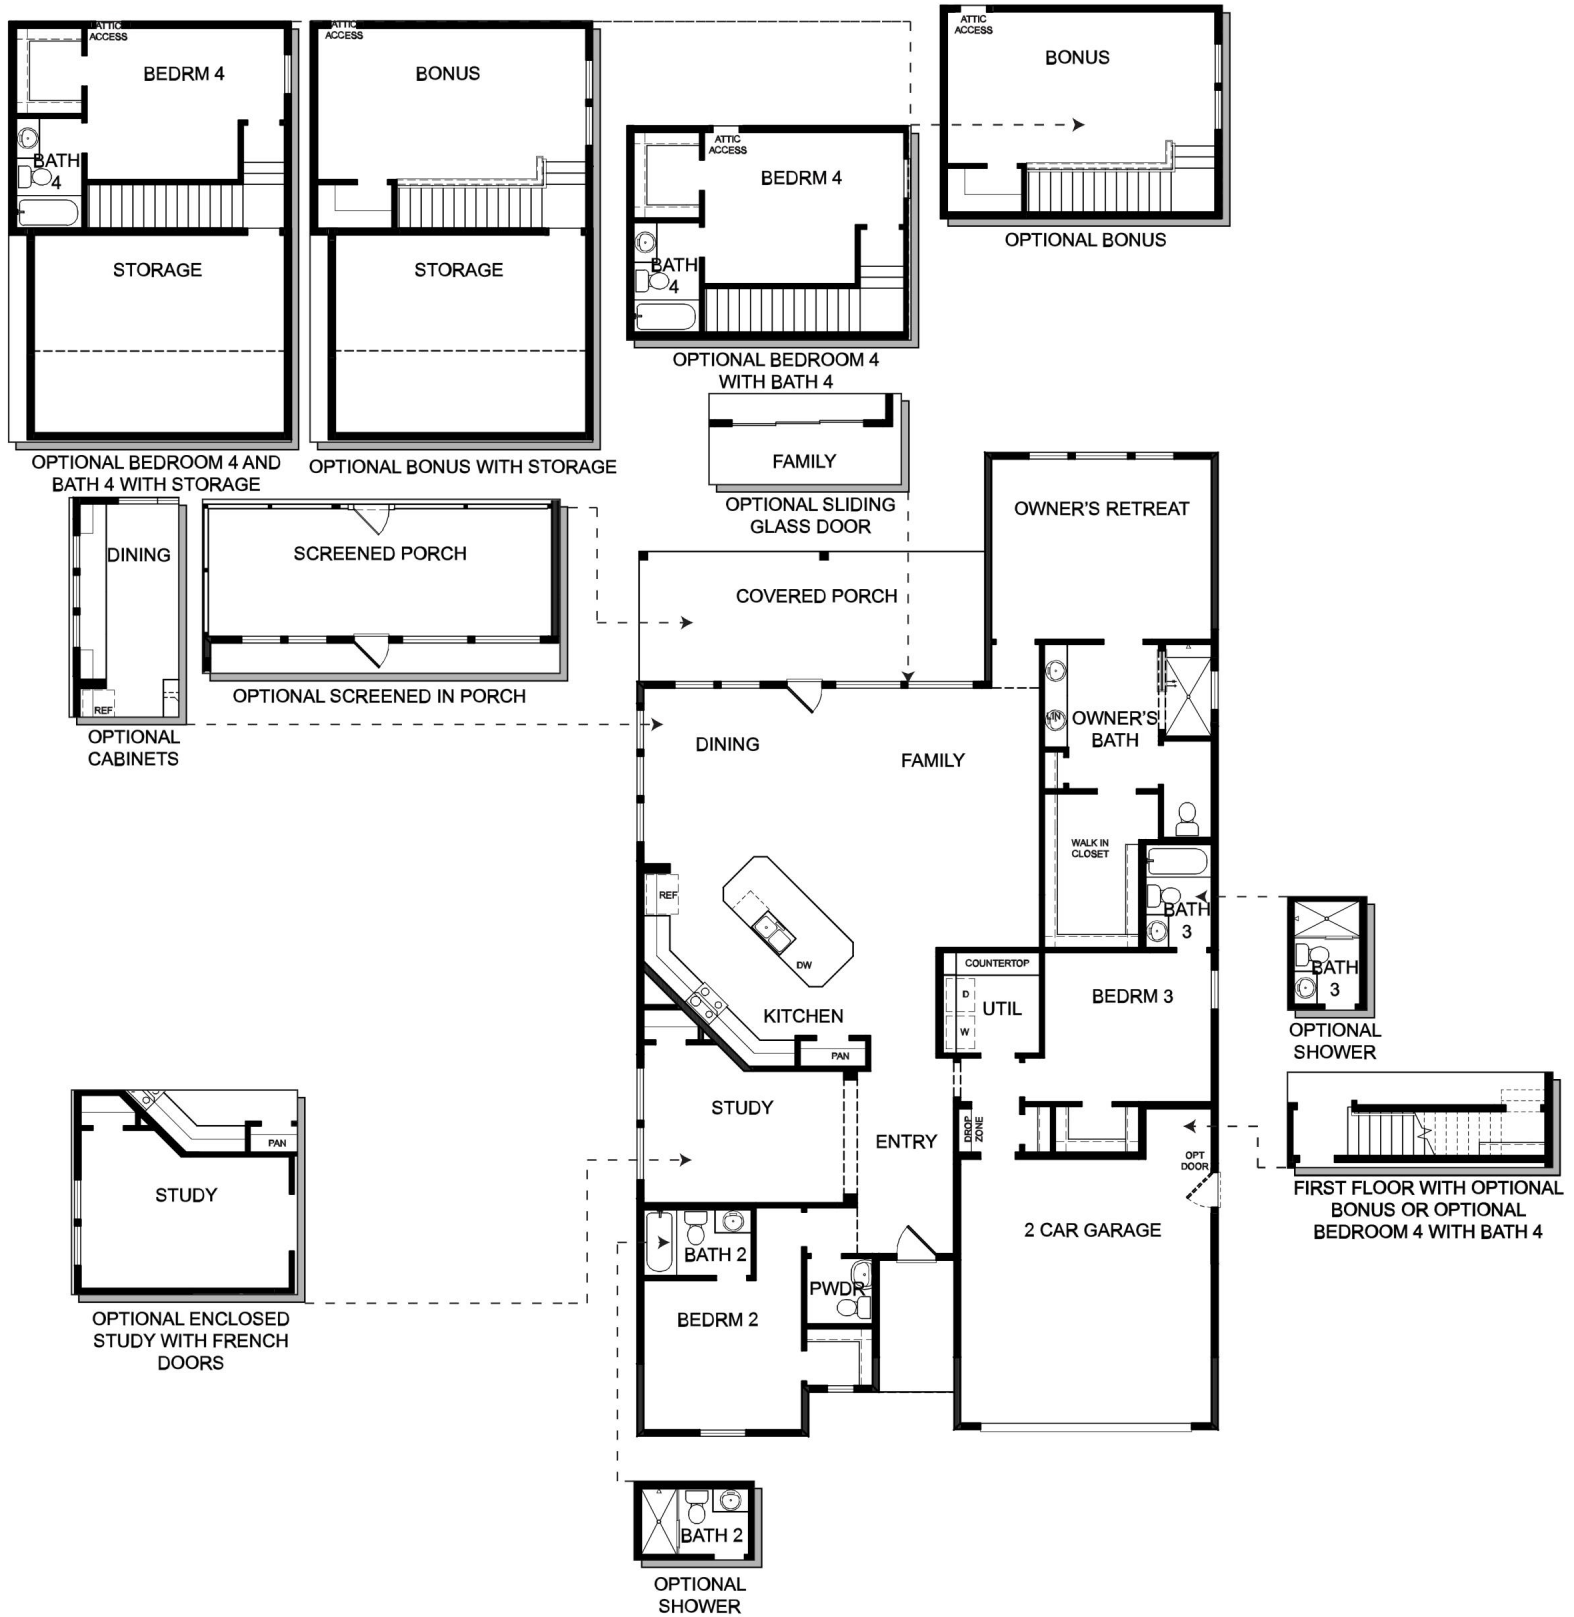 ATTIC
ACCESS
BEDRM 4
BATH
4
STORAGE
OPTIONAL BEDROOM 4 AND
BATH 4 WITH STORAGE
ATTIC
ACCESS
BONUS
STORAGE
OPTIONAL BONUS WITH STORAGE
ATTIC
ACCESS
BEDRM 4
BATH
4
OPTIONAL BEDROOM 4
WITH BATH 4
ATTIC
ACCESS
BONUS
OPTIONAL BONUS
FAMILY
OPTIONAL SLIDING
GLASS DOOR
DINING
REF
OPTIONAL
CABINETS
SCREENED PORCH
OPTIONAL SCREENED IN PORCH
OWNER'S RETREAT
COVERED PORCH
LIN
OWNER'S
BATH
DINING
FAMILY
WALK IN
CLOSET
REF
DW
BATH
3
COUNTERTOP
D
W
UTIL
BEDRM 3
KITCHEN
PAN
STUDY
ENTRY
DROP
ZONE
OPT
DOOR
2 CAR GARAGE
BATH 2
PWDR
BEDRM 2
BATH
3
OPTIONAL
SHOWER
FIRST FLOOR WITH OPTIONAL
BONUS OR OPTIONAL
BEDROOM 4 WITH BATH 4
PAN
STUDY
OPTIONAL ENCLOSED
STUDY WITH FRENCH
DOORS
BATH 2
OPTIONAL
SHOWER